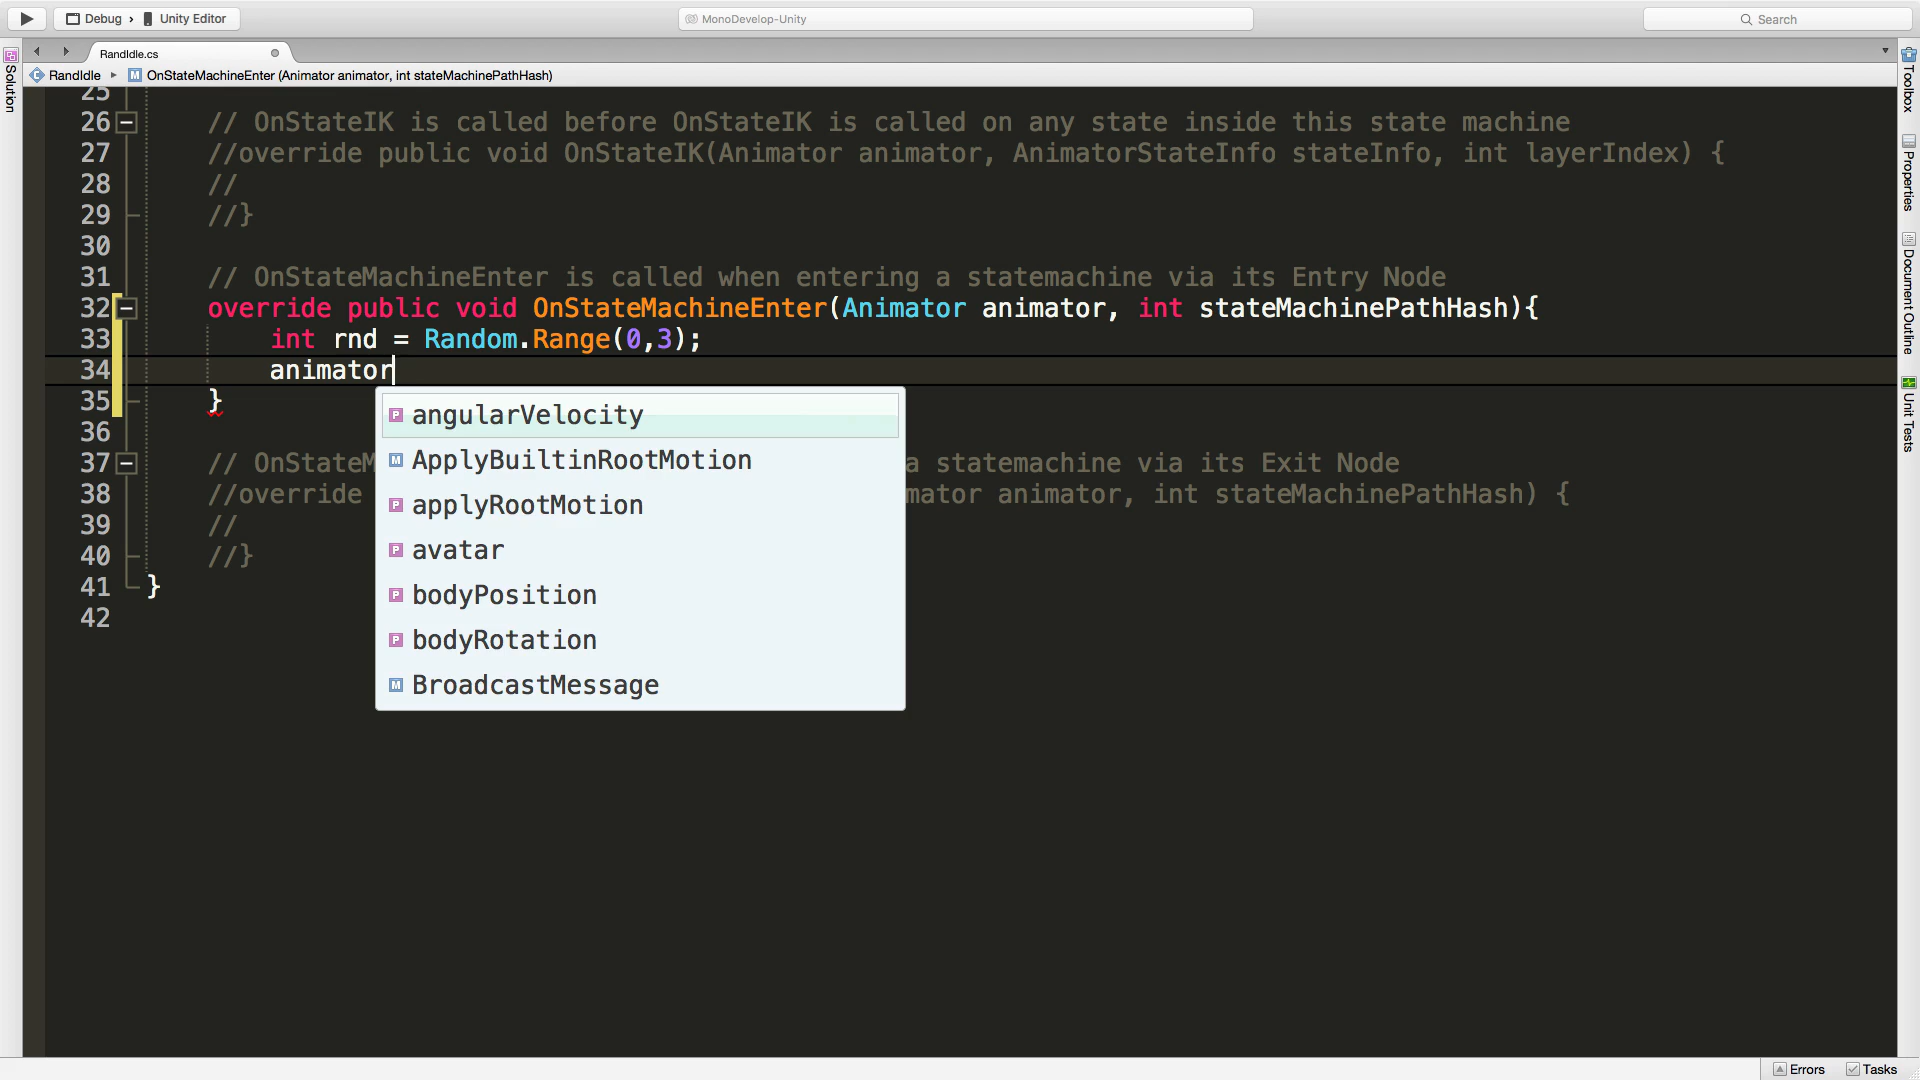 Debug › Unity Editor
MonoDevelop-Unity
Search
RandIdle.cs
RandIdle ▸ M OnStateMachineEnter (Animator animator, int stateMachinePathHash)
Solution
25
26 // OnStateIK is called before OnStateIK is called on any state inside this state machine
27 //override public void OnStateIK(Animator animator, AnimatorStateInfo stateInfo, int layerIndex) {
28 //
29 //}
30
31 // OnStateMachineEnter is called when entering a statemachine via its Entry Node
32 override public void OnStateMachineEnter(Animator animator, int stateMachinePathHash){
33 int rnd = Random.Range(0,3);
34 animator
35 }
36
37 // OnStateM a statemachine via its Exit Node
38 //override mator animator, int stateMachinePathHash) {
39 //
40 //}
41 }
42
P angularVelocity
M ApplyBuiltinRootMotion
P applyRootMotion
P avatar
P bodyPosition
P bodyRotation
M BroadcastMessage
Toolbox
Properties
Document Outline
Unit Tests
Errors
Tasks